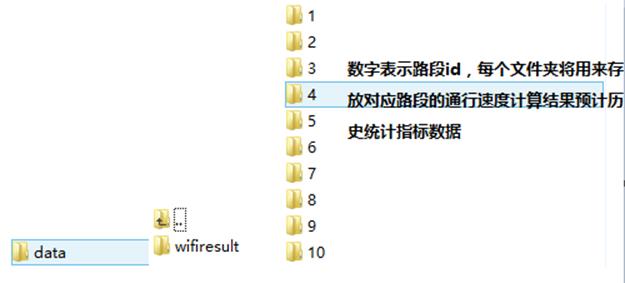 data
..
wifiresult
1
2
3
4
5
6
7
8
9
10
数字表示路段id，每个文件夹将用来存
放对应路段的通行速度计算结果预计历
史统计指标数据